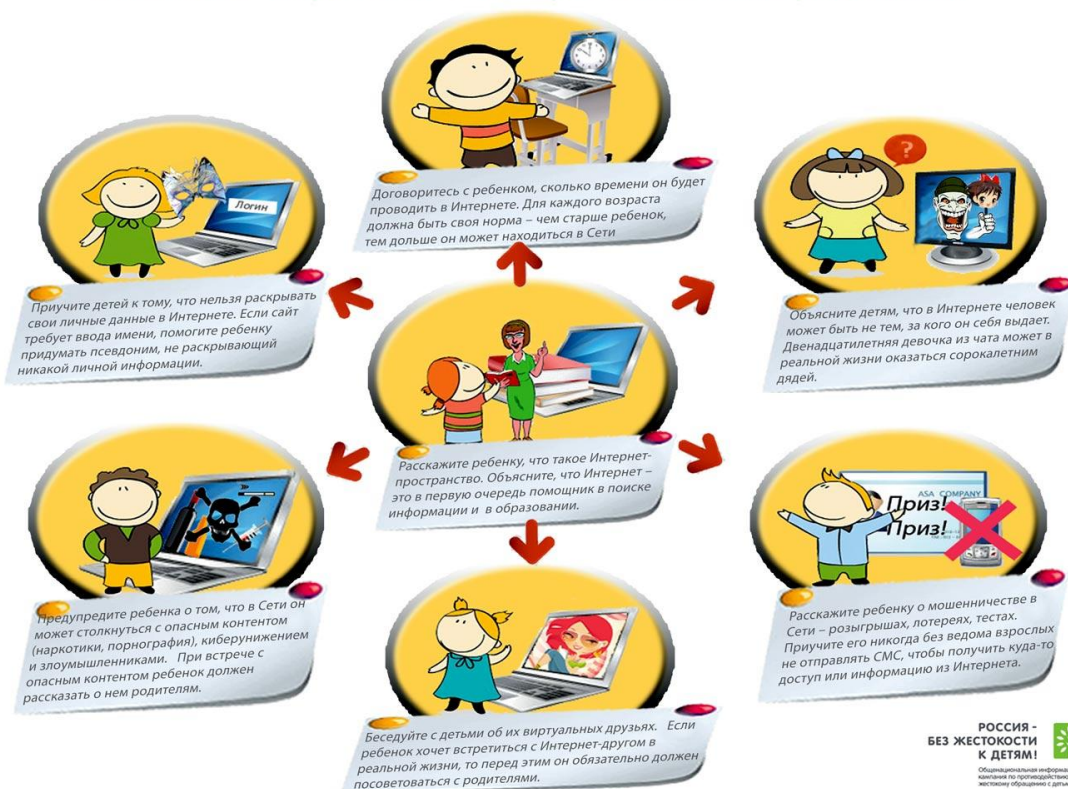 Договоритесь с ребенком, сколько времени он будет
проводить в Интернете. Для каждого возраста
должна быть своя норма – чем старше ребенок,
тем дольше он может находиться в Сети
Логин
Приучите детей к тому, что нельзя раскрывать
свои личные данные в Интернете. Если сайт
требует ввода имени, помогите ребенку
придумать псевдоним, не раскрывающий
никакой личной информации.
?
Объясните детям, что в Интернете человек
может быть не тем, за кого он себя выдает.
Двенадцатилетняя девочка из чата может в
реальной жизни оказаться сорокалетним
дядей.
Расскажите ребенку, что такое Интернет-
пространство. Объясните, что Интернет –
это в первую очередь помощник в поиске
информации и в образовании.
Предупредите ребенка о том, что в Сети он
может столкнуться с опасным контентом
(наркотики, порнография), киберунижением
и злоумышленниками. При встрече с
опасным контентом ребенок должен
рассказать о нем родителям.
ASA COMPANY
Приз!
Приз!
Расскажите ребенку о мошенничестве в
Сети – розыгрышах, лотереях, тестах.
Приучите его никогда без ведома взрослых
не отправлять СМС, чтобы получить куда-то
доступ или информацию из Интернета.
Беседуйте с детьми об их виртуальных друзьях. Если
ребенок хочет встретиться с Интернет-другом в
реальной жизни, то перед этим он обязательно должен
посоветоваться с родителями.
РОССИЯ -
БЕЗ ЖЕСТОКОСТИ
К ДЕТЯМ!
Общенациональная информа
кампания по противодействию
жестокому обращению с деть